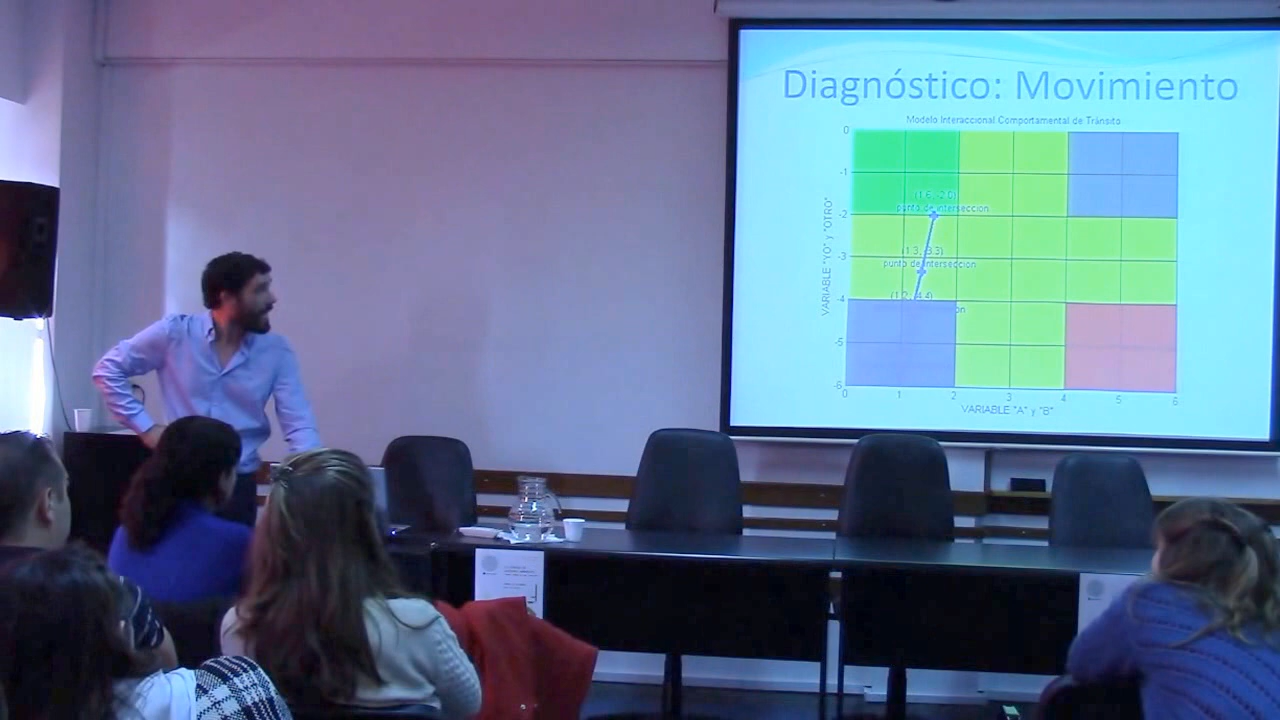 Diagnóstico: Movimiento
Modelo Interaccional Comportamental de Tránsito
0
-1
(1.6, -2.0)
punto de interseccion
-2
(1.3, -3.3)
-3
punto de interseccion
(1.2, -4.4)
-4
-5
-6
VARIABLE "YO" y "OTRO"
0 1 2 3 4 5 6
VARIABLE "A" y "B"